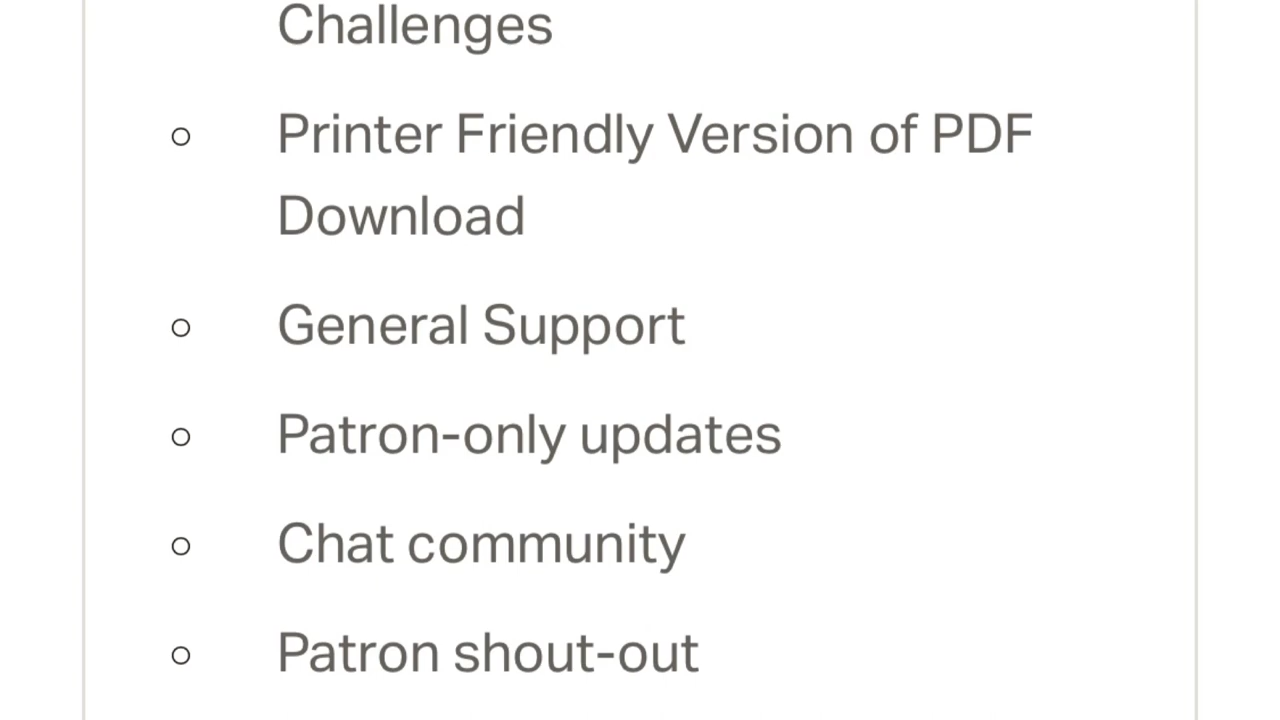 Challenges
Printer Friendly Version of PDF
Download
General Support
Patron-only updates
Chat community
Patron shout-out